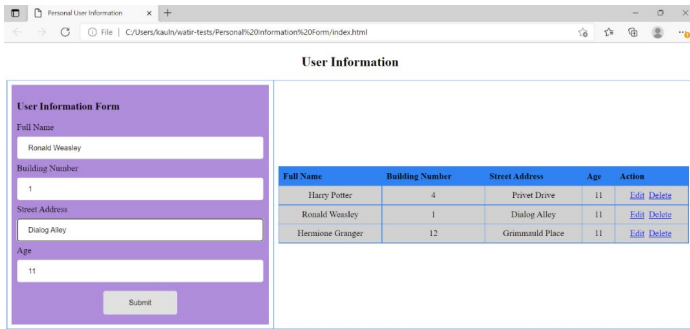 Personal User Information
File | C:/Users/kauln/watir-tests/Personal%20Information%20Form/index.html
User Information
User Information Form
Full Name
Ronald Weasley
Building Number
1
Street Address
Dialog Alley
Age
11
Submit
Full Name Building Number Street Address Age Action
Harry Potter 4 Privet Drive 11 Edit Delete
Ronald Weasley 1 Dialog Alley 11 Edit Delete
Hermione Granger 12 Grimmauld Place 11 Edit Delete